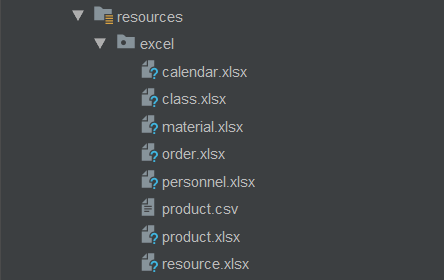 resources
excel
calendar.xlsx
class.xlsx
material.xlsx
order.xlsx
personnel.xlsx
product.csv
product.xlsx
resource.xlsx